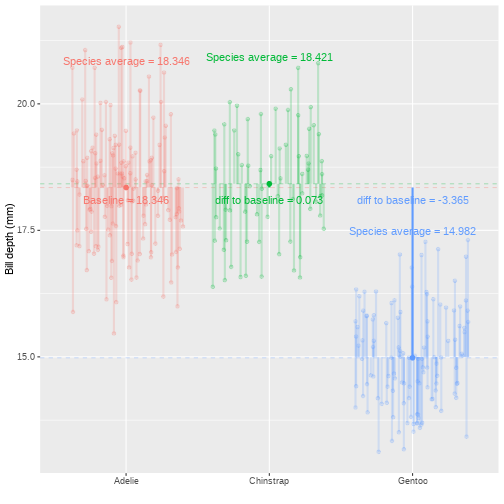 Species average = 18.346
Species average = 18.421
Baseline = 18.346
diff to baseline = 0.073
diff to baseline = -3.365
Species average = 14.982
Bill depth (mm)
20.0
17.5
15.0
Adelie
Chinstrap
Gentoo